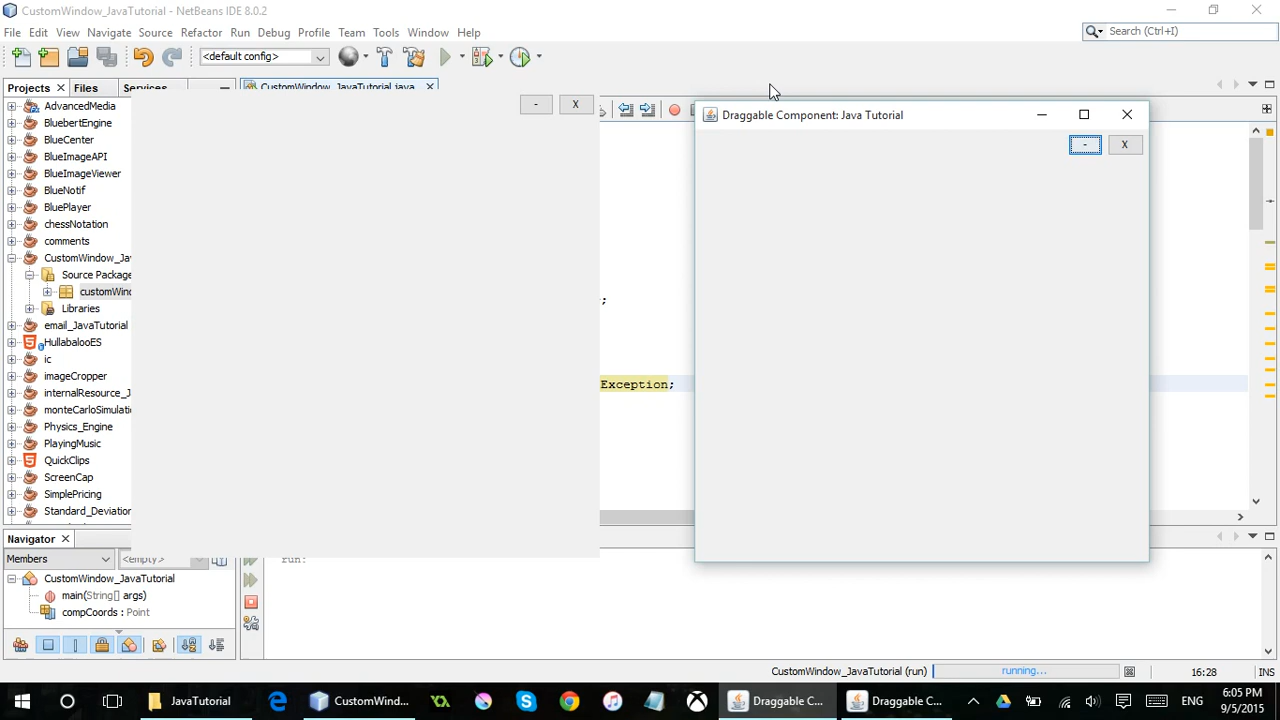 CustomWindow_JavaTutorial - NetBeans IDE 8.0.2
File Edit View Navigate Source Refactor Run Debug Profile Team Tools Window Help
Search (Ctrl+I)
<default config>
Projects Files Services
CustomWindow_JavaTutorial.java
- X
Draggable Component: Java Tutorial
- X
AdvancedMedia
BluebertEngine
BlueCenter
BlueImageAPI
BlueImageViewer
BlueNotif
BluePlayer
chessNotation
comments
CustomWindow_Ja
Source Package
customWind
Libraries
;
email_JavaTutorial
HullabalooES
ic
imageCropper
Exception;
internalResource_J
monteCarloSimulati
Physics_Engine
PlayingMusic
QuickClips
ScreenCap
SimplePricing
Standard_Deviation
Navigator
Members
<empty>
run:
CustomWindow_JavaTutorial
main(String[] args)
compCoords : Point
CustomWindow_JavaTutorial (run)
running...
16:28
INS
JavaTutorial
CustomWindow...
Draggable C...
Draggable C...
ENG
6:05 PM
9/5/2015